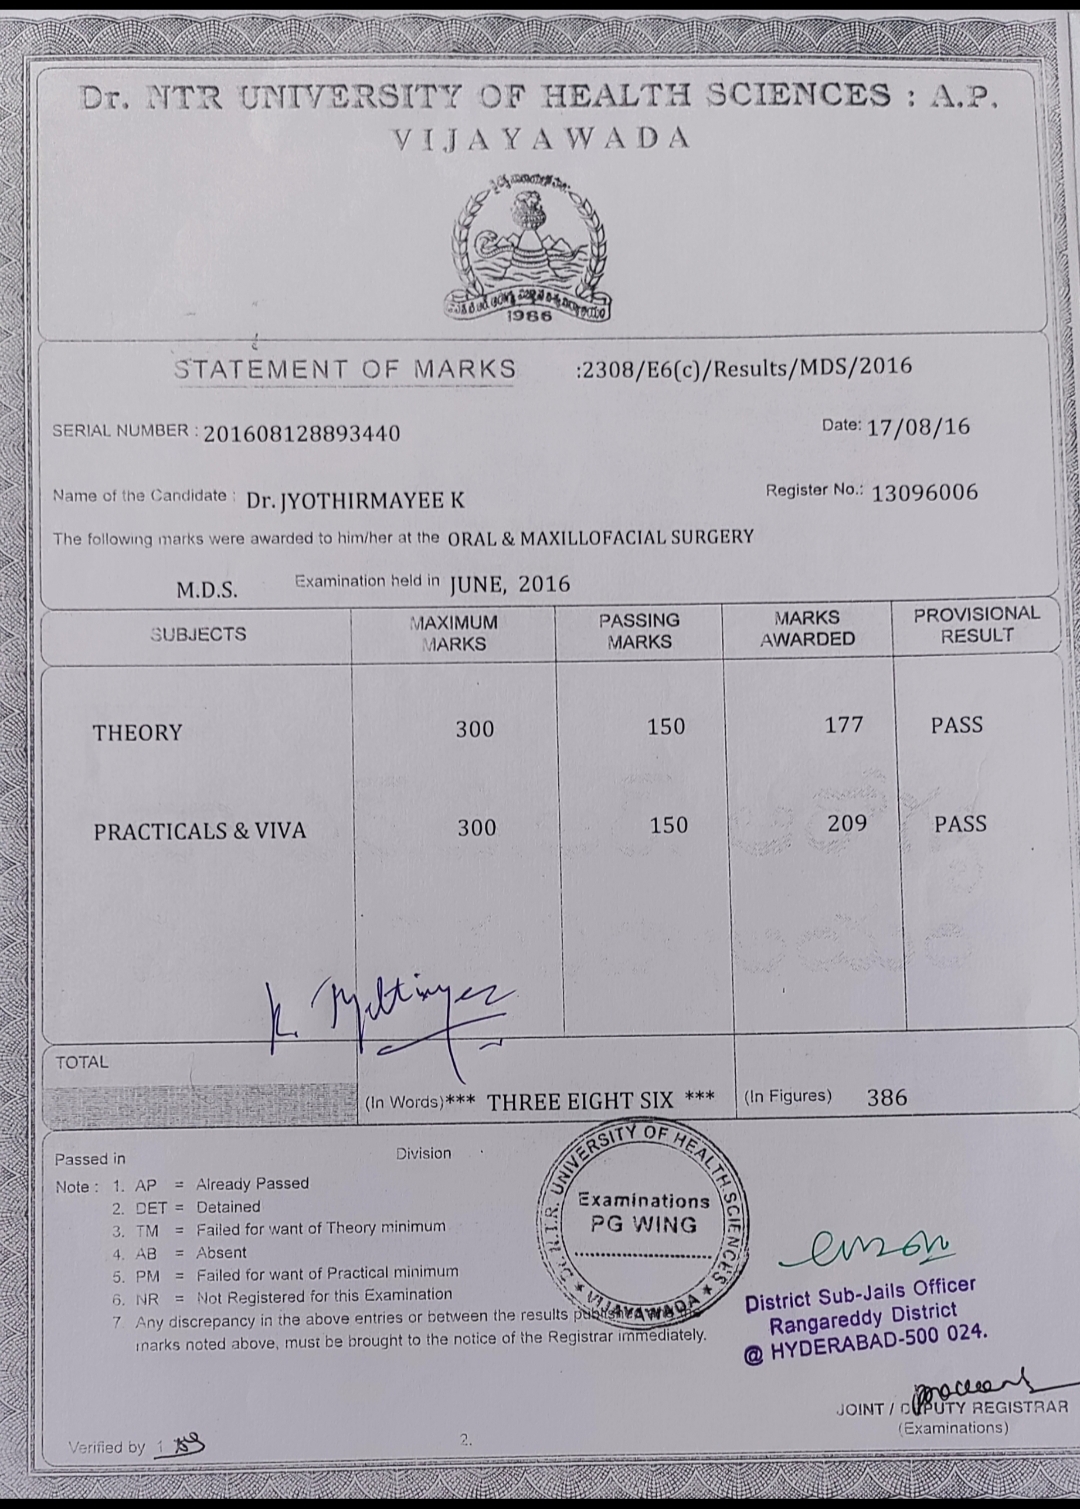 Dr. NTR UNIVERSITY OF HEALTH SCIENCES : A.P.
VIJAYAWADA
1986
STATEMENT OF MARKS :2308/E6(c)/Results/MDS/2016
SERIAL NUMBER : 201608128893440 Date: 17/08/16
Name of the Candidate : Dr. JYOTHIRMAYEE K Register No.: 13096006
The following marks were awarded to him/her at the ORAL & MAXILLOFACIAL SURGERY
M.D.S. Examination held in JUNE, 2016
SUBJECTS MAXIMUM MARKS PASSING MARKS MARKS AWARDED PROVISIONAL RESULT
THEORY 300 150 177 PASS
PRACTICALS & VIVA 300 150 209 PASS
K.
TOTAL
(In Words)*** THREE EIGHT SIX *** (In Figures) 386
Passed in Division
Note : 1. AP = Already Passed
2. DET = Detained
3. TM = Failed for want of Theory minimum
4. AB = Absent
5. PM = Failed for want of Practical minimum
6. NR = Not Registered for this Examination
7. Any discrepancy in the above entries or between the results published
marks noted above, must be brought to the notice of the Registrar immediately.
Dr. N.T.R. UNIVERSITY OF HEALTH SCIENCES
Examinations
PG WING
* VIJAYAWADA *
District Sub-Jails Officer
Rangareddy District
@ HYDERABAD-500 024.
JOINT / DEPUTY REGISTRAR
(Examinations)
Verified by 1 2.